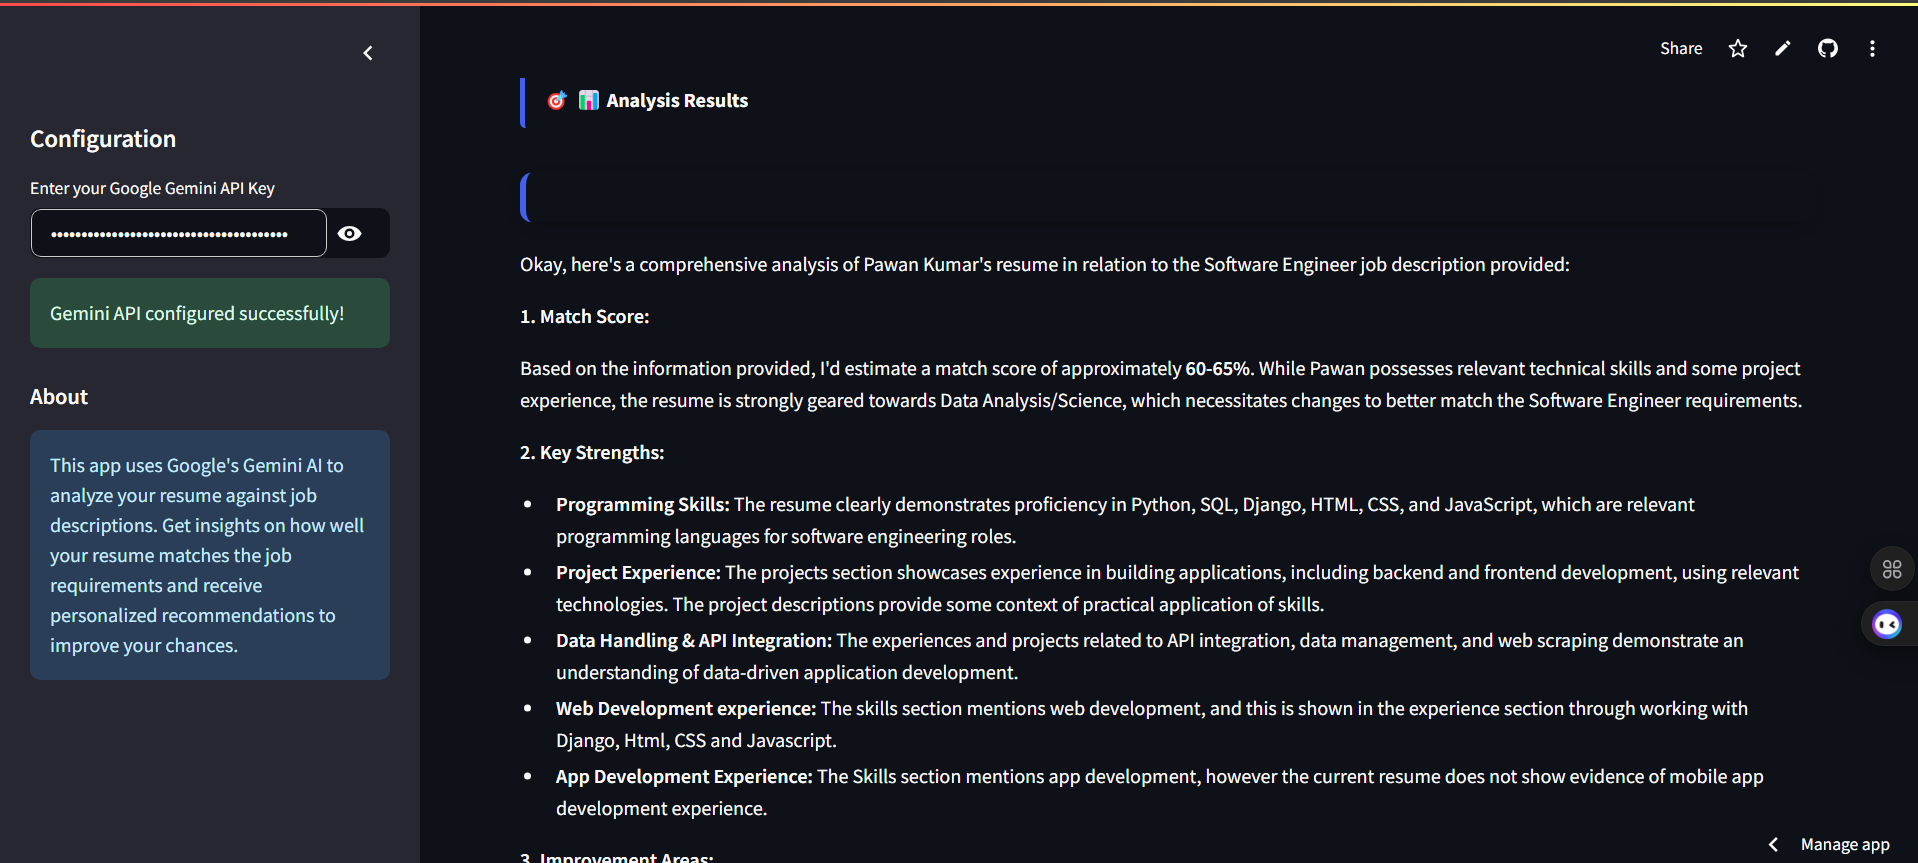 Share
Configuration
Enter your Google Gemini API Key
••••••••••••••••••••••••••••••••••••••
Gemini API configured successfully!
About
This app uses Google's Gemini AI to
analyze your resume against job
descriptions. Get insights on how well
your resume matches the job
requirements and receive
personalized recommendations to
improve your chances.
🎯 📊 Analysis Results
Okay, here's a comprehensive analysis of Pawan Kumar's resume in relation to the Software Engineer job description provided:
1. Match Score:
Based on the information provided, I'd estimate a match score of approximately 60-65%. While Pawan possesses relevant technical skills and some project
experience, the resume is strongly geared towards Data Analysis/Science, which necessitates changes to better match the Software Engineer requirements.
2. Key Strengths:
• Programming Skills: The resume clearly demonstrates proficiency in Python, SQL, Django, HTML, CSS, and JavaScript, which are relevant
programming languages for software engineering roles.
• Project Experience: The projects section showcases experience in building applications, including backend and frontend development, using relevant
technologies. The project descriptions provide some context of practical application of skills.
• Data Handling & API Integration: The experiences and projects related to API integration, data management, and web scraping demonstrate an
understanding of data-driven application development.
• Web Development experience: The skills section mentions web development, and this is shown in the experience section through working with
Django, Html, CSS and Javascript.
• App Development Experience: The Skills section mentions app development, however the current resume does not show evidence of mobile app
development experience.
3. Improvement Areas:
Manage app